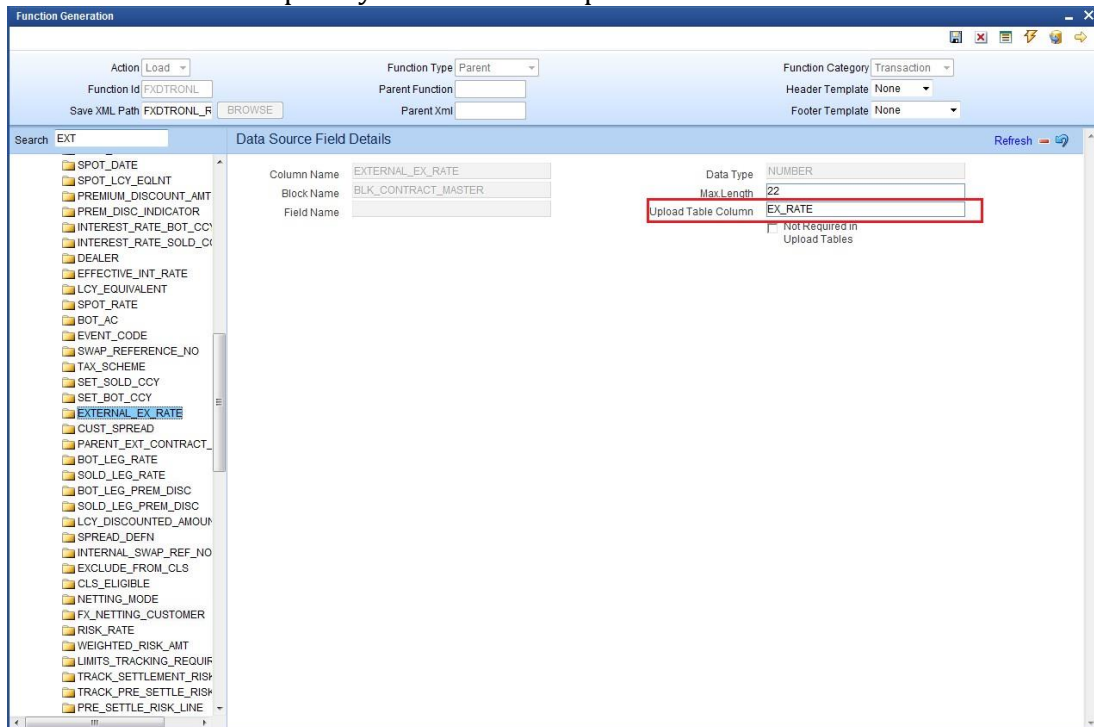 Function Generation
Action Load
Function Type Parent
Function Category Transaction
Function Id FXDTRONL
Parent Function
Header Template None
Save XML Path FXDTRONL_R BROWSE
Parent Xml
Footer Template None
Search EXT
Data Source Field Details
Refresh
SPOT_DATE
SPOT_LCY_EQLNT
PREMIUM_DISCOUNT_AMT
PREM_DISC_INDICATOR
INTEREST_RATE_BOT_CCY
INTEREST_RATE_SOLD_C
DEALER
EFFECTIVE_INT_RATE
LCY_EQUIVALENT
SPOT_RATE
BOT_AC
EVENT_CODE
SWAP_REFERENCE_NO
TAX_SCHEME
SET_SOLD_CCY
SET_BOT_CCY
EXTERNAL_EX_RATE
CUST_SPREAD
PARENT_EXT_CONTRACT_
BOT_LEG_RATE
SOLD_LEG_RATE
BOT_LEG_PREM_DISC
SOLD_LEG_PREM_DISC
LCY_DISCOUNTED_AMOUN
SPREAD_DEFN
INTERNAL_SWAP_REF_NO
EXCLUDE_FROM_CLS
CLS_ELIGIBLE
NETTING_MODE
FX_NETTING_CUSTOMER
RISK_RATE
WEIGHTED_RISK_AMT
LIMITS_TRACKING_REQUIR
TRACK_SETTLEMENT_RISK
TRACK_PRE_SETTLE_RISK
PRE_SETTLE_RISK_LINE
Column Name EXTERNAL_EX_RATE
Data Type NUMBER
Block Name BLK_CONTRACT_MASTER
Max.Length 22
Field Name
Upload Table Column EX_RATE
Not Required in
Upload Tables